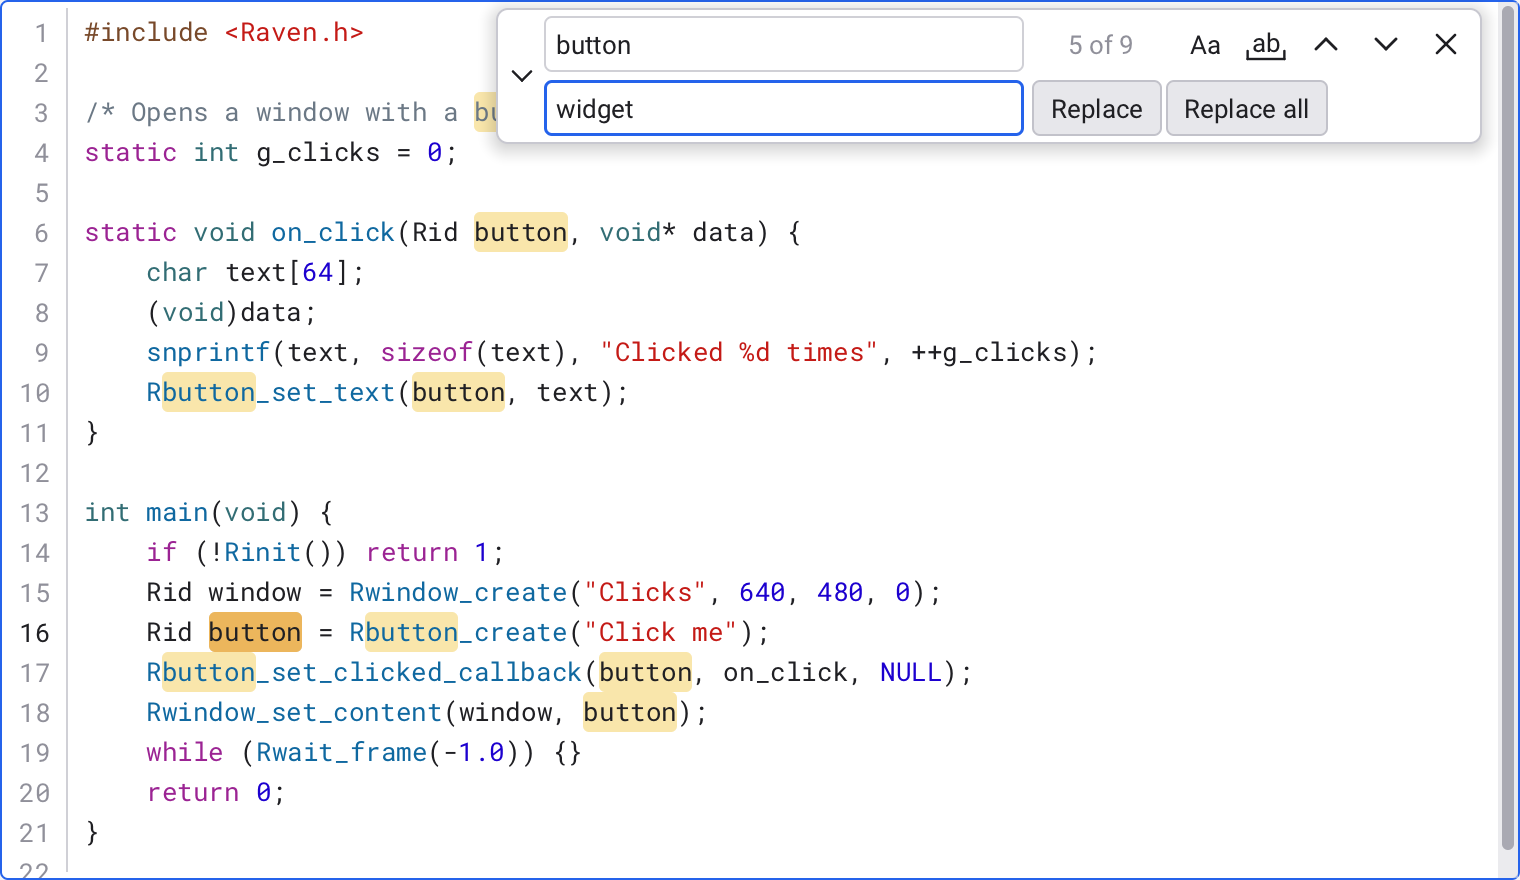 1 #include <Raven.h>
button
5 of 9 Aa ab
2
widget
Replace Replace all
3 /* Opens a window with a
4 static int g_clicks = 0;
5
6 static void on_click(Rid button, void* data) {
7 char text[64];
8 (void)data;
9 snprintf(text, sizeof(text), "Clicked %d times", ++g_clicks);
10 Rbutton_set_text(button, text);
11 }
12
13 int main(void) {
14 if (!Rinit()) return 1;
15 Rid window = Rwindow_create("Clicks", 640, 480, 0);
16 Rid button = Rbutton_create("Click me");
17 Rbutton_set_clicked_callback(button, on_click, NULL);
18 Rwindow_set_content(window, button);
19 while (Rwait_frame(-1.0)) {}
20 return 0;
21 }
22